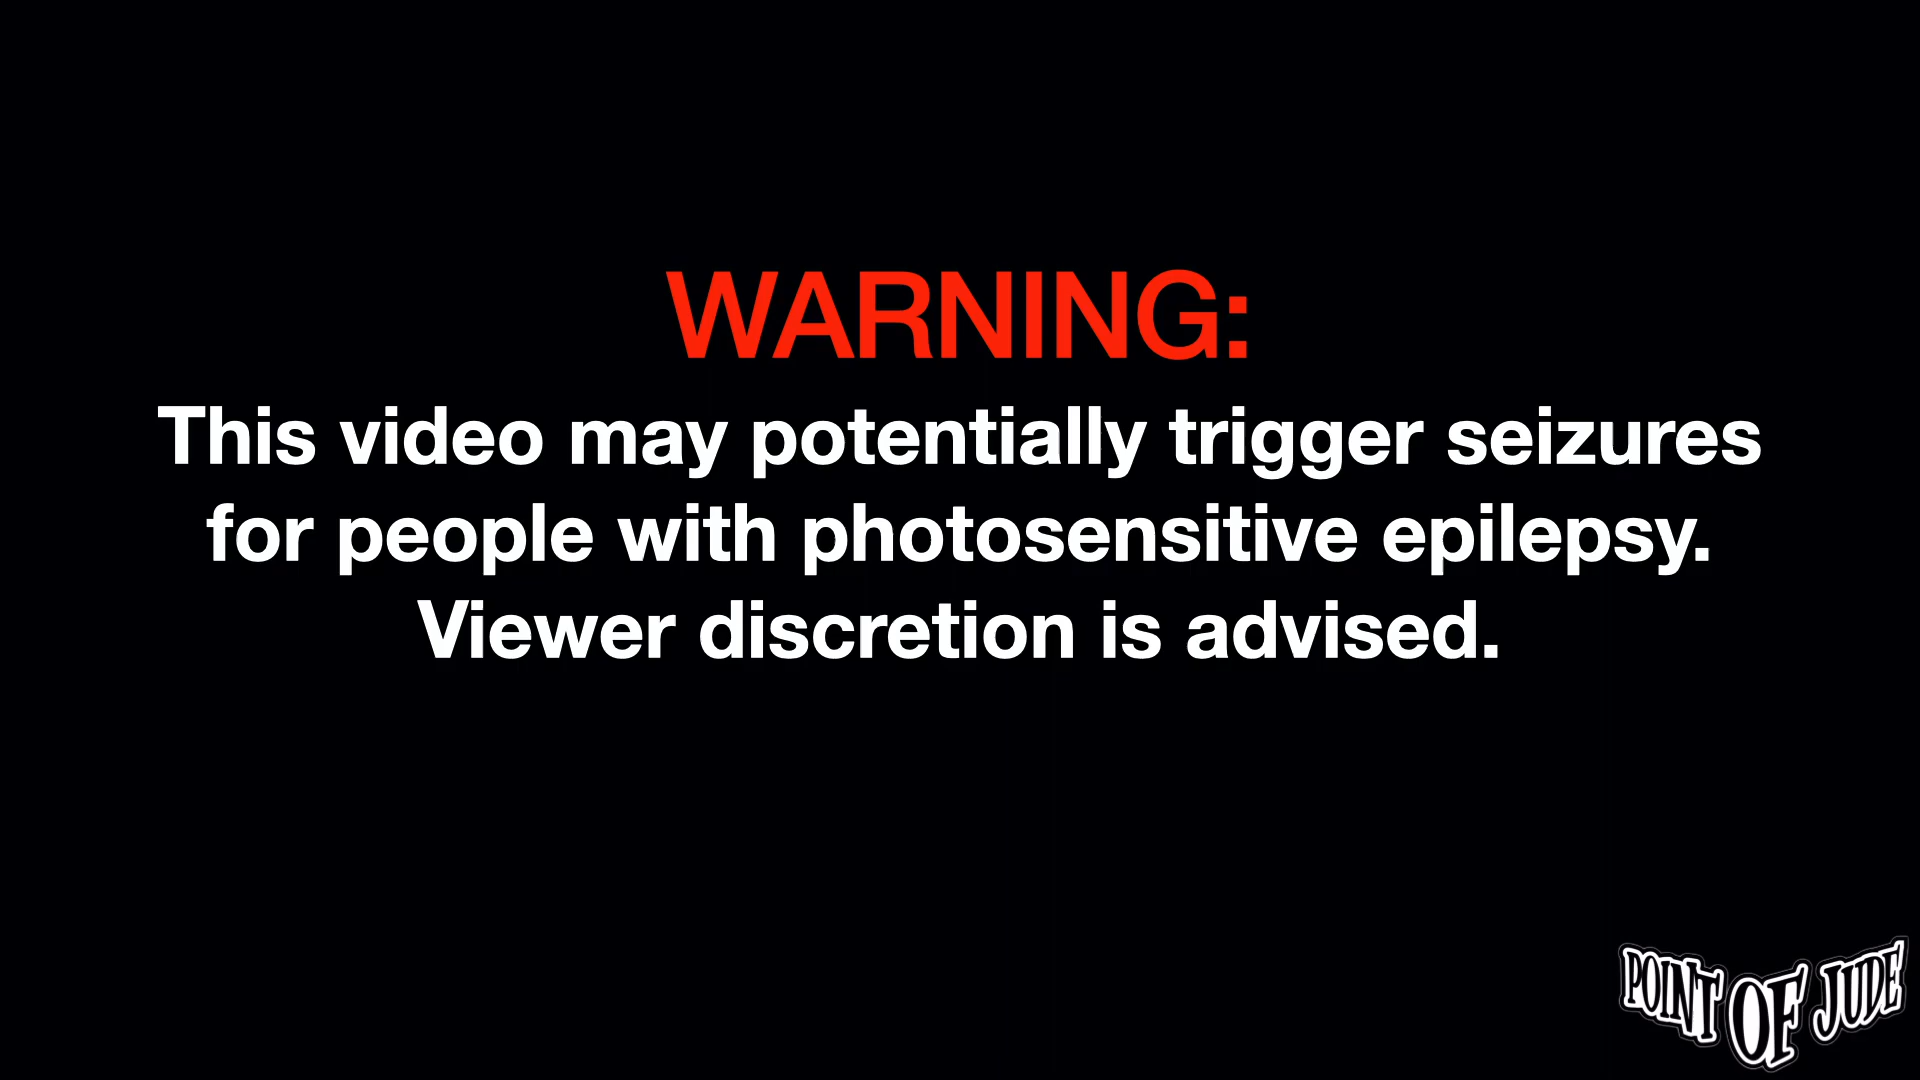 WARNING:
This video may potentially trigger seizures
for people with photosensitive epilepsy.
Viewer discretion is advised.
POINT OF JUDE